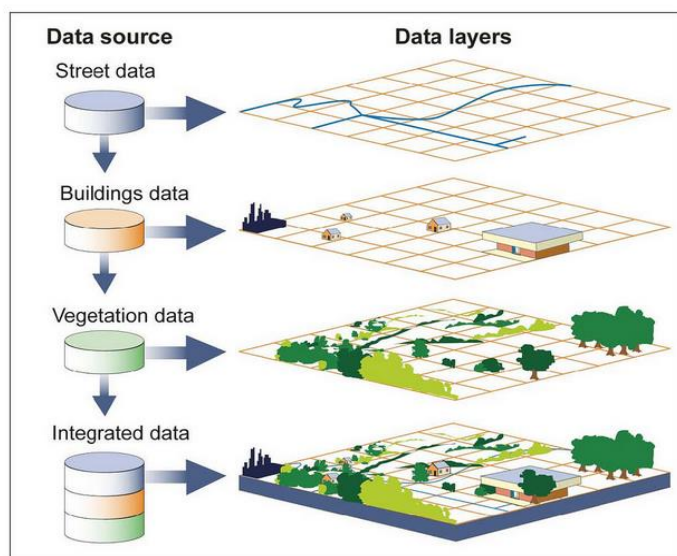 Data source
Data layers
Street data
Buildings data
Vegetation data
Integrated data